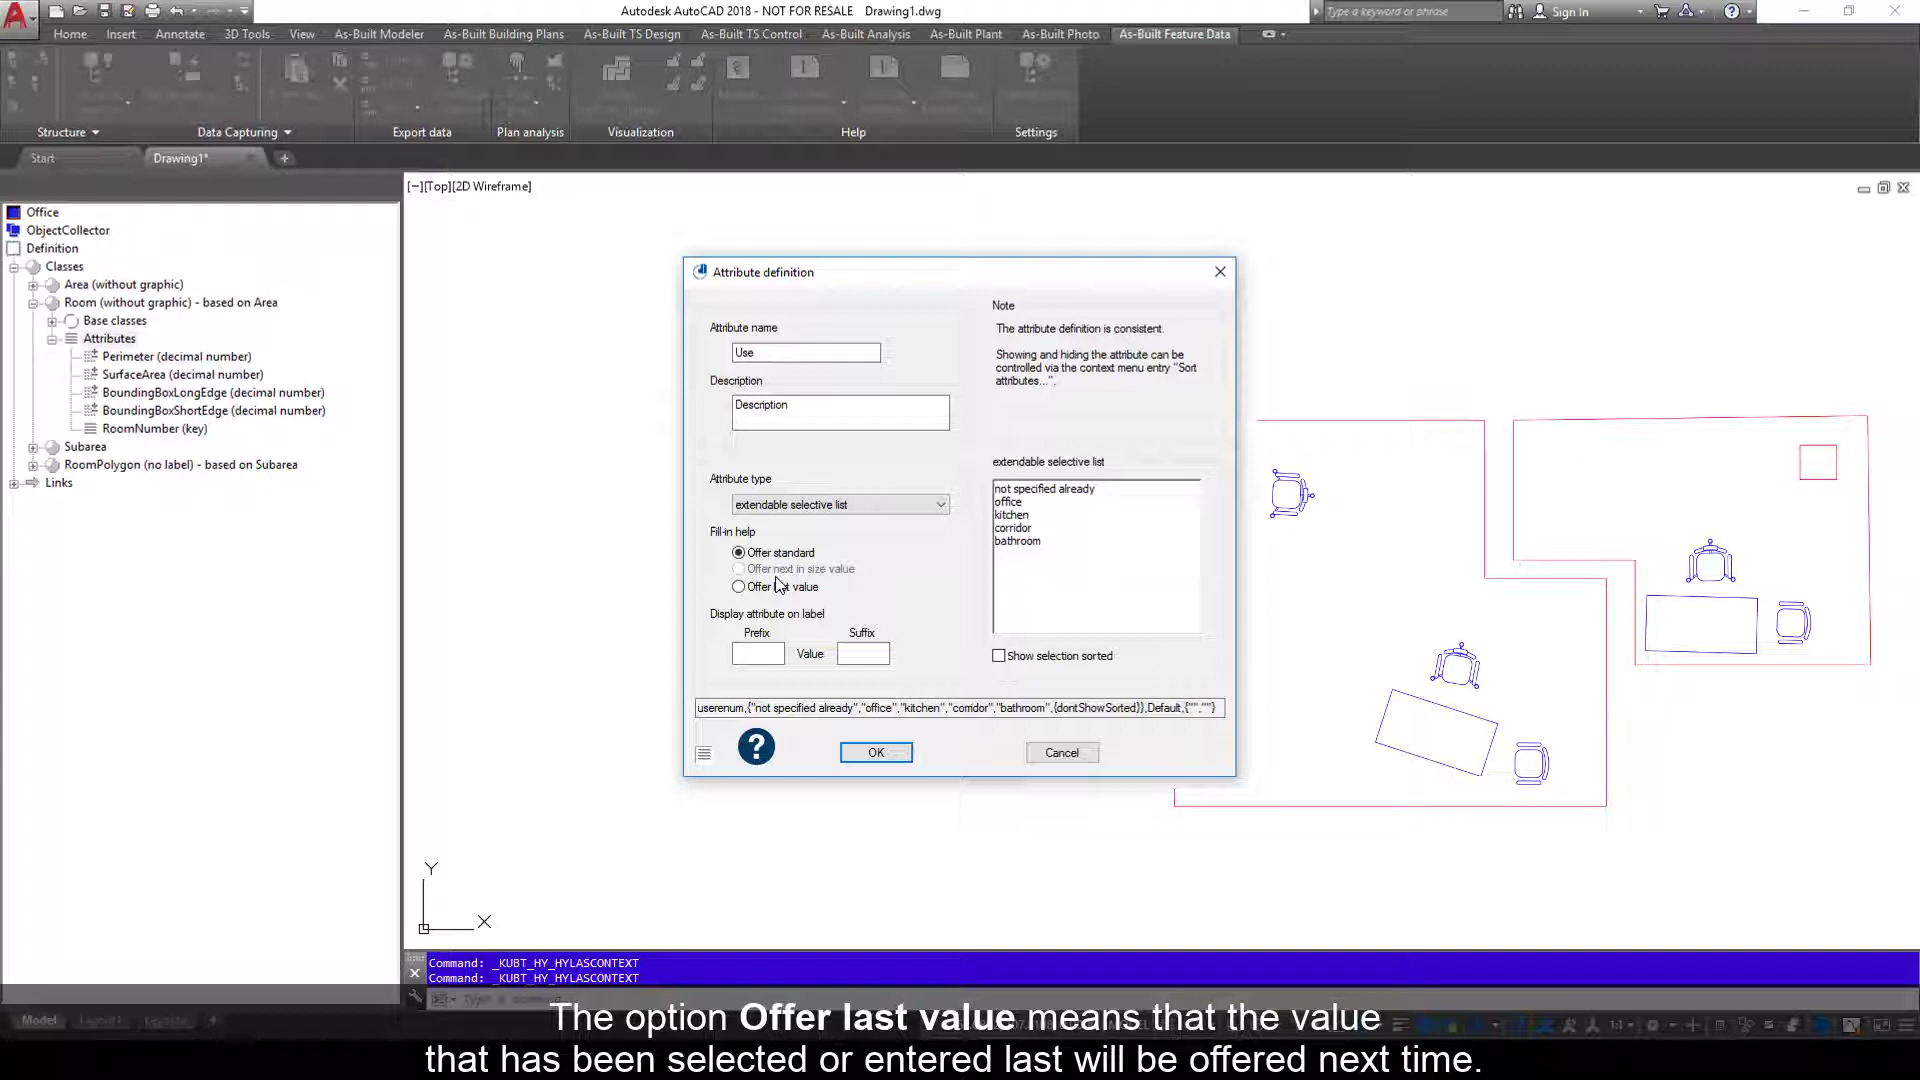 Autodesk AutoCAD 2018 - NOT FOR RESALE Drawing1.dwg
Type a keyword or phrase
Sign In
Home Insert Annotate 3D Tools View As-Built Modeler As-Built Building Plans As-Built TS Design As-Built TS Control As-Built Analysis As-Built Plant As-Built Photo As-Built Feature Data
Structure Data Capturing Export data Plan analysis Visualization Help Settings
Start Drawing1*
[−][Top][2D Wireframe]
Office
ObjectCollector
Definition
Classes
Area (without graphic)
Room (without graphic) - based on Area
Base classes
Attributes
Perimeter (decimal number)
SurfaceArea (decimal number)
BoundingBoxLongEdge (decimal number)
BoundingBoxShortEdge (decimal number)
RoomNumber (key)
Subarea
RoomPolygon (no label) - based on Subarea
Links
Attribute definition
Attribute name
Use
Description
Description
Attribute type
extendable selective list
Fill-in help
Offer standard
Offer next in size value
Offer last value
Display attribute on label
Prefix Suffix
Value
Note
The attribute definition is consistent.
Showing and hiding the attribute can be
controlled via the context menu entry "Sort
attributes...".
extendable selective list
not specified already
office
kitchen
corridor
bathroom
Show selection sorted
userenum,{"not specified already","office","kitchen","corridor","bathroom",{dontShowSorted}},Default,{"",""}
OK Cancel
Y
X
Command: _KUBT_HY_HYLASCONTEXT
Command: _KUBT_HY_HYLASCONTEXT
Type a command
Model Layout1 Layout2
1:1
The option Offer last value means that the value
that has been selected or entered last will be offered next time.